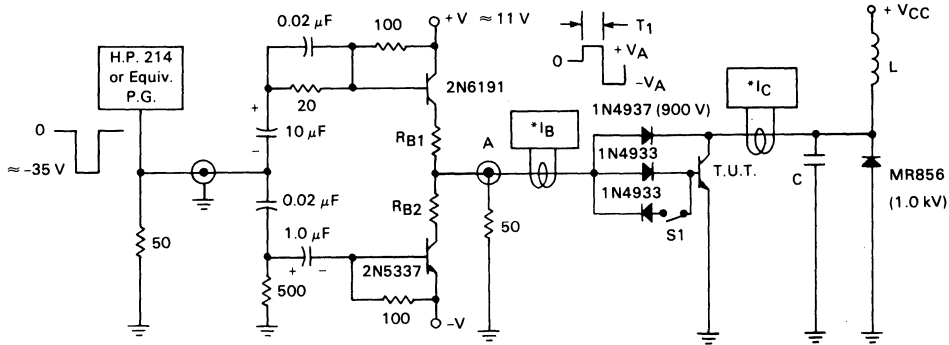 H.P. 214
or Equiv.
P.G.
0
≈ -35 V
50
0.02 μF
100
20
+
10 μF
–
0.02 μF
1.0 μF
+ –
500
100
+V ≈ 11 V
2N6191
RB1
RB2
2N5337
–V
A
50
*IB
T1
0
+VA
–VA
1N4937 (900 V)
1N4933
1N4933
S1
T.U.T.
*IC
C
+ VCC
L
MR856
(1.0 kV)